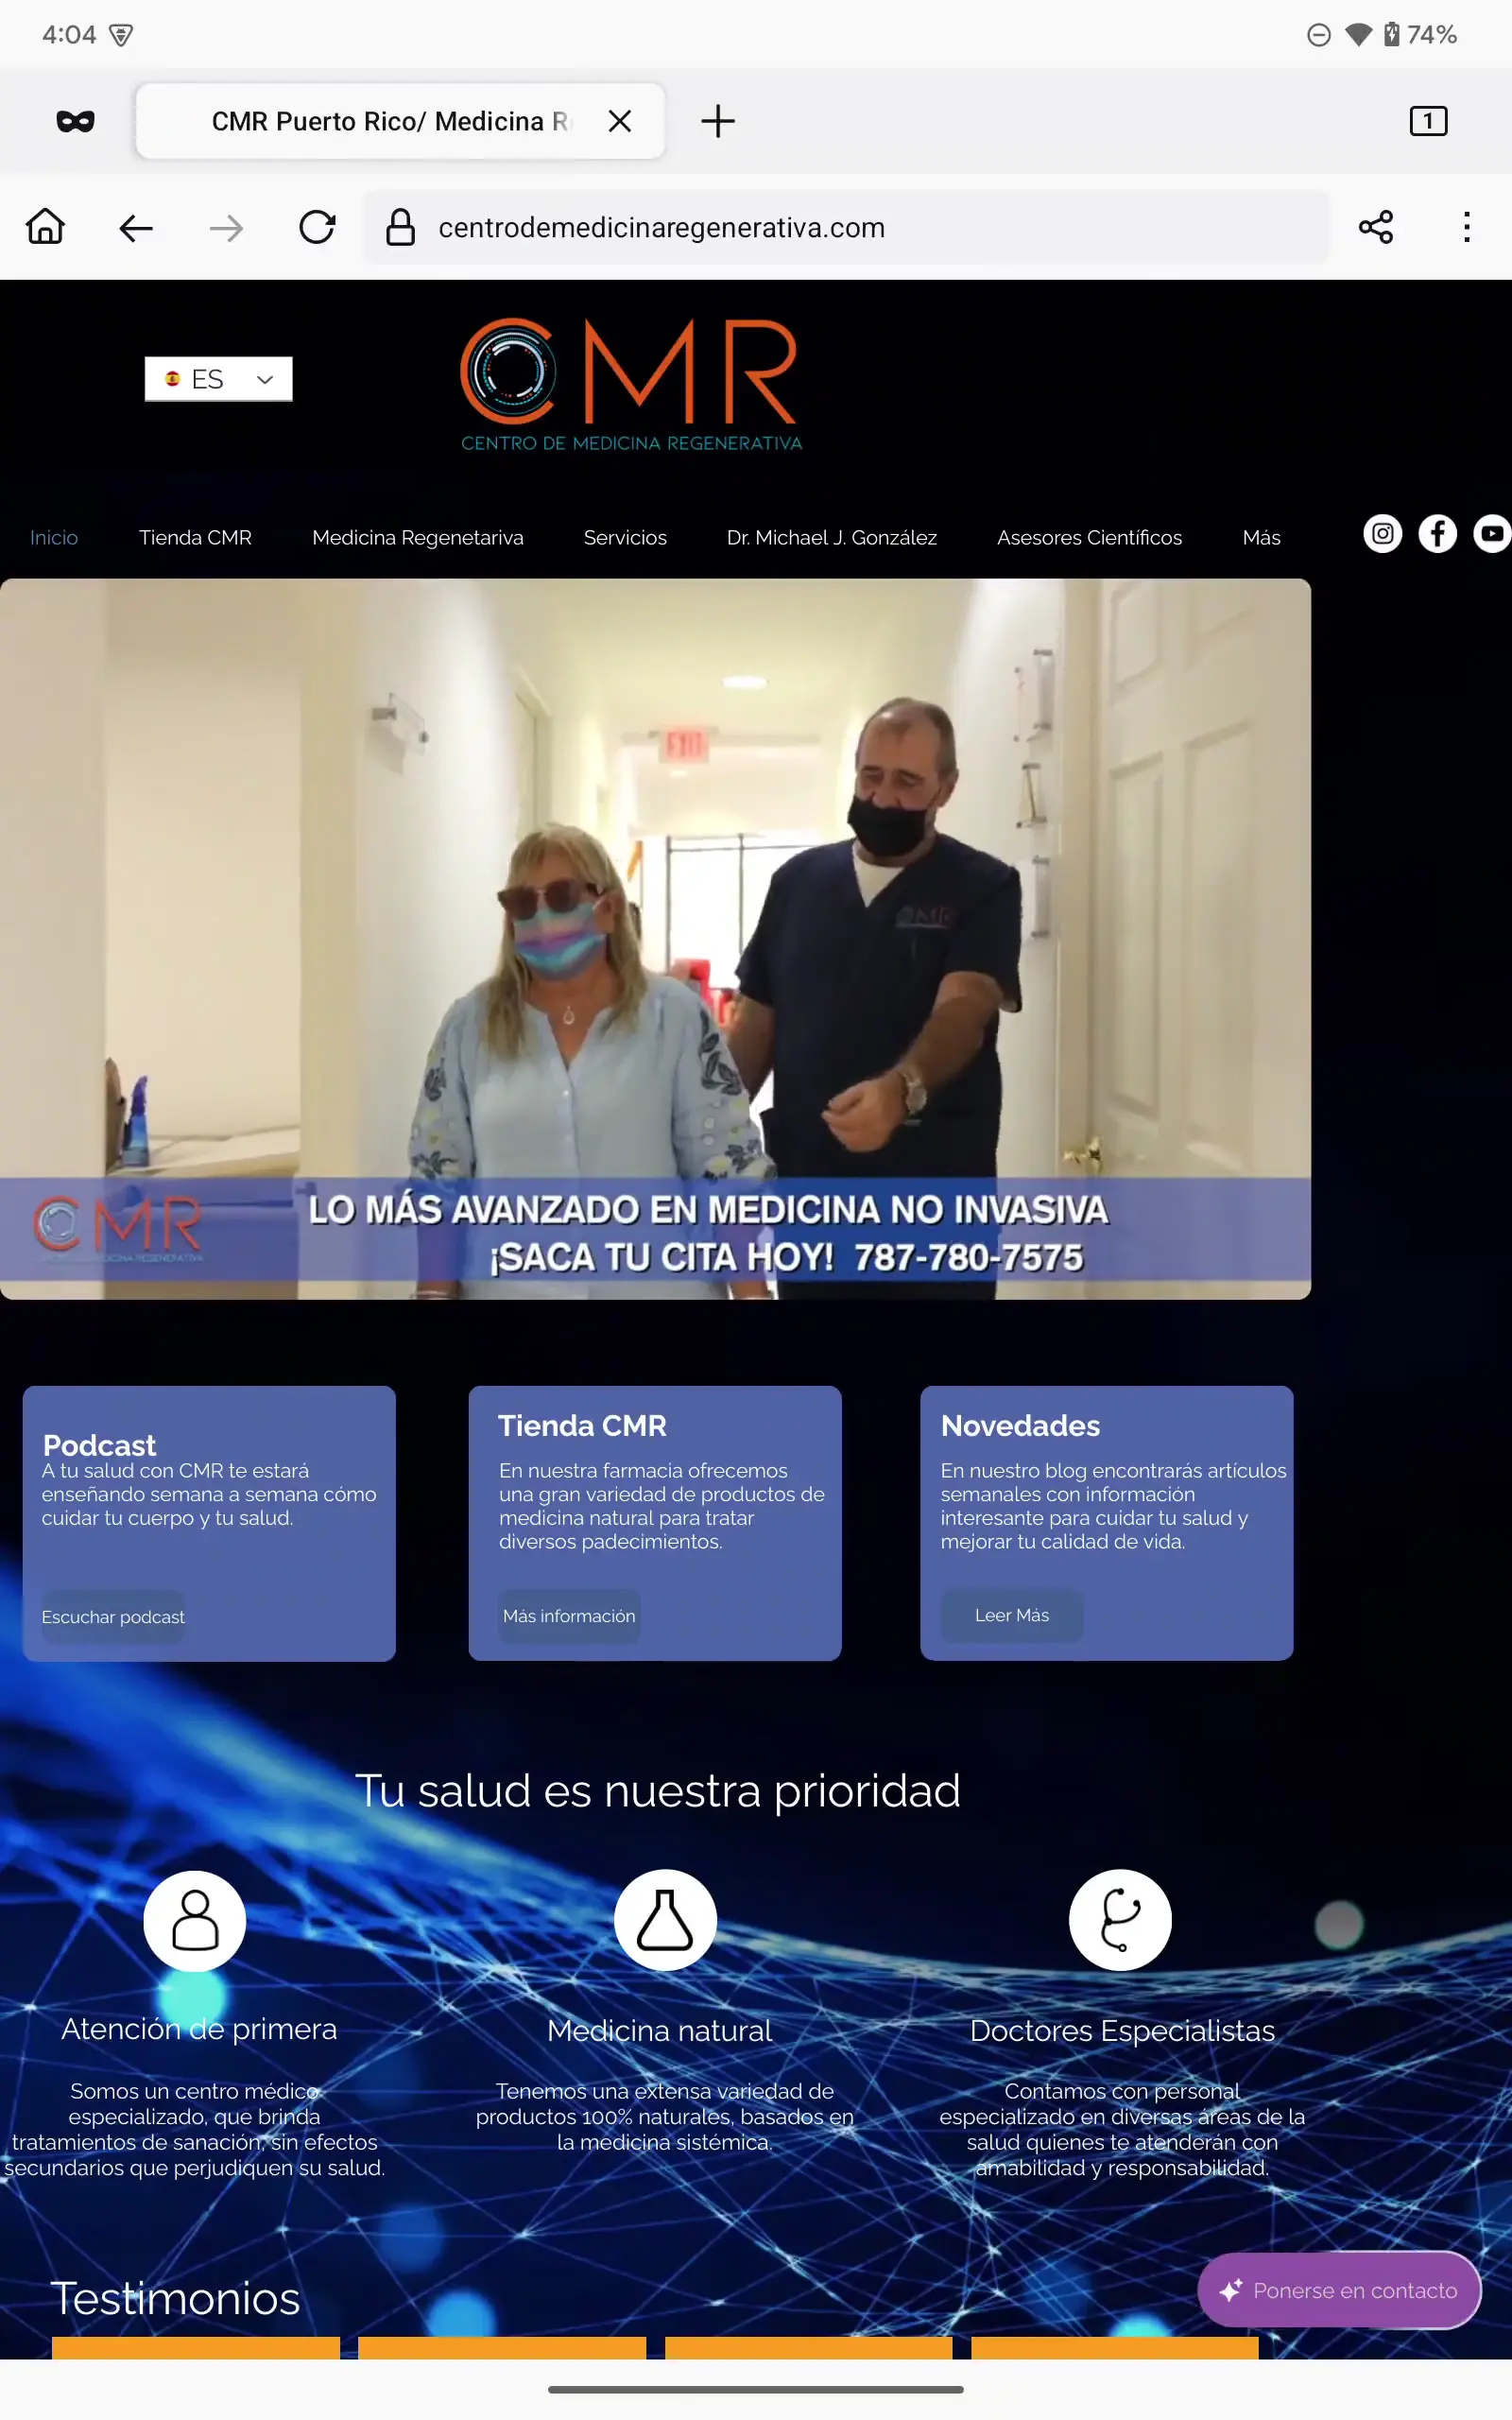 4:04
74%
CMR Puerto Rico/ Medicina R
1
centrodemedicinaregenerativa.com
ES
CMR
CENTRO DE MEDICINA REGENERATIVA
Inicio
Tienda CMR
Medicina Regenetariva
Servicios
Dr. Michael J. González
Asesores Científicos
Más
EXIT
CMR
CMR
LO MÁS AVANZADO EN MEDICINA NO INVASIVA
¡SACA TU CITA HOY! 787-780-7575
Podcast
A tu salud con CMR te estará
enseñando semana a semana cómo
cuidar tu cuerpo y tu salud.
Escuchar podcast
Tienda CMR
En nuestra farmacia ofrecemos
una gran variedad de productos de
medicina natural para tratar
diversos padecimientos.
Más información
Novedades
En nuestro blog encontrarás artículos
semanales con información
interesante para cuidar tu salud y
mejorar tu calidad de vida.
Leer Más
Tu salud es nuestra prioridad
Atención de primera
Somos un centro médico
especializado, que brinda
tratamientos de sanación, sin efectos
secundarios que perjudiquen su salud.
Medicina natural
Tenemos una extensa variedad de
productos 100% naturales, basados en
la medicina sistémica.
Doctores Especialistas
Contamos con personal
especializado en diversas áreas de la
salud quienes te atenderán con
amabilidad y responsabilidad.
Testimonios
Ponerse en contacto